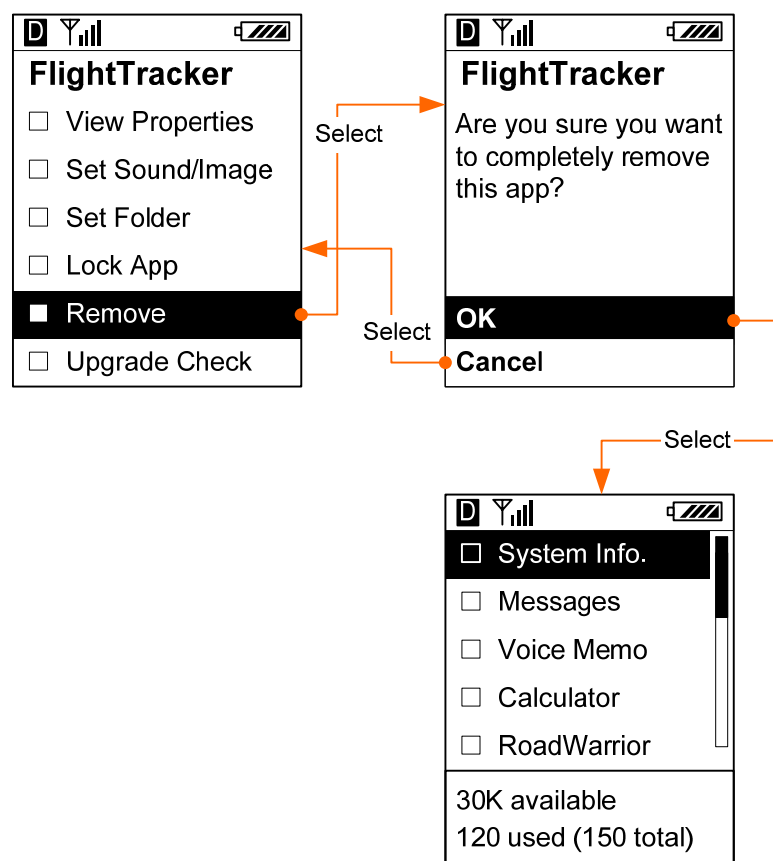 D
FlightTracker
View Properties
Set Sound/Image
Set Folder
Lock App
Remove
Upgrade Check
Select
Select
D
FlightTracker
Are you sure you want
to completely remove
this app?
OK
Cancel
Select
D
System Info.
Messages
Voice Memo
Calculator
RoadWarrior
30K available
120 used (150 total)